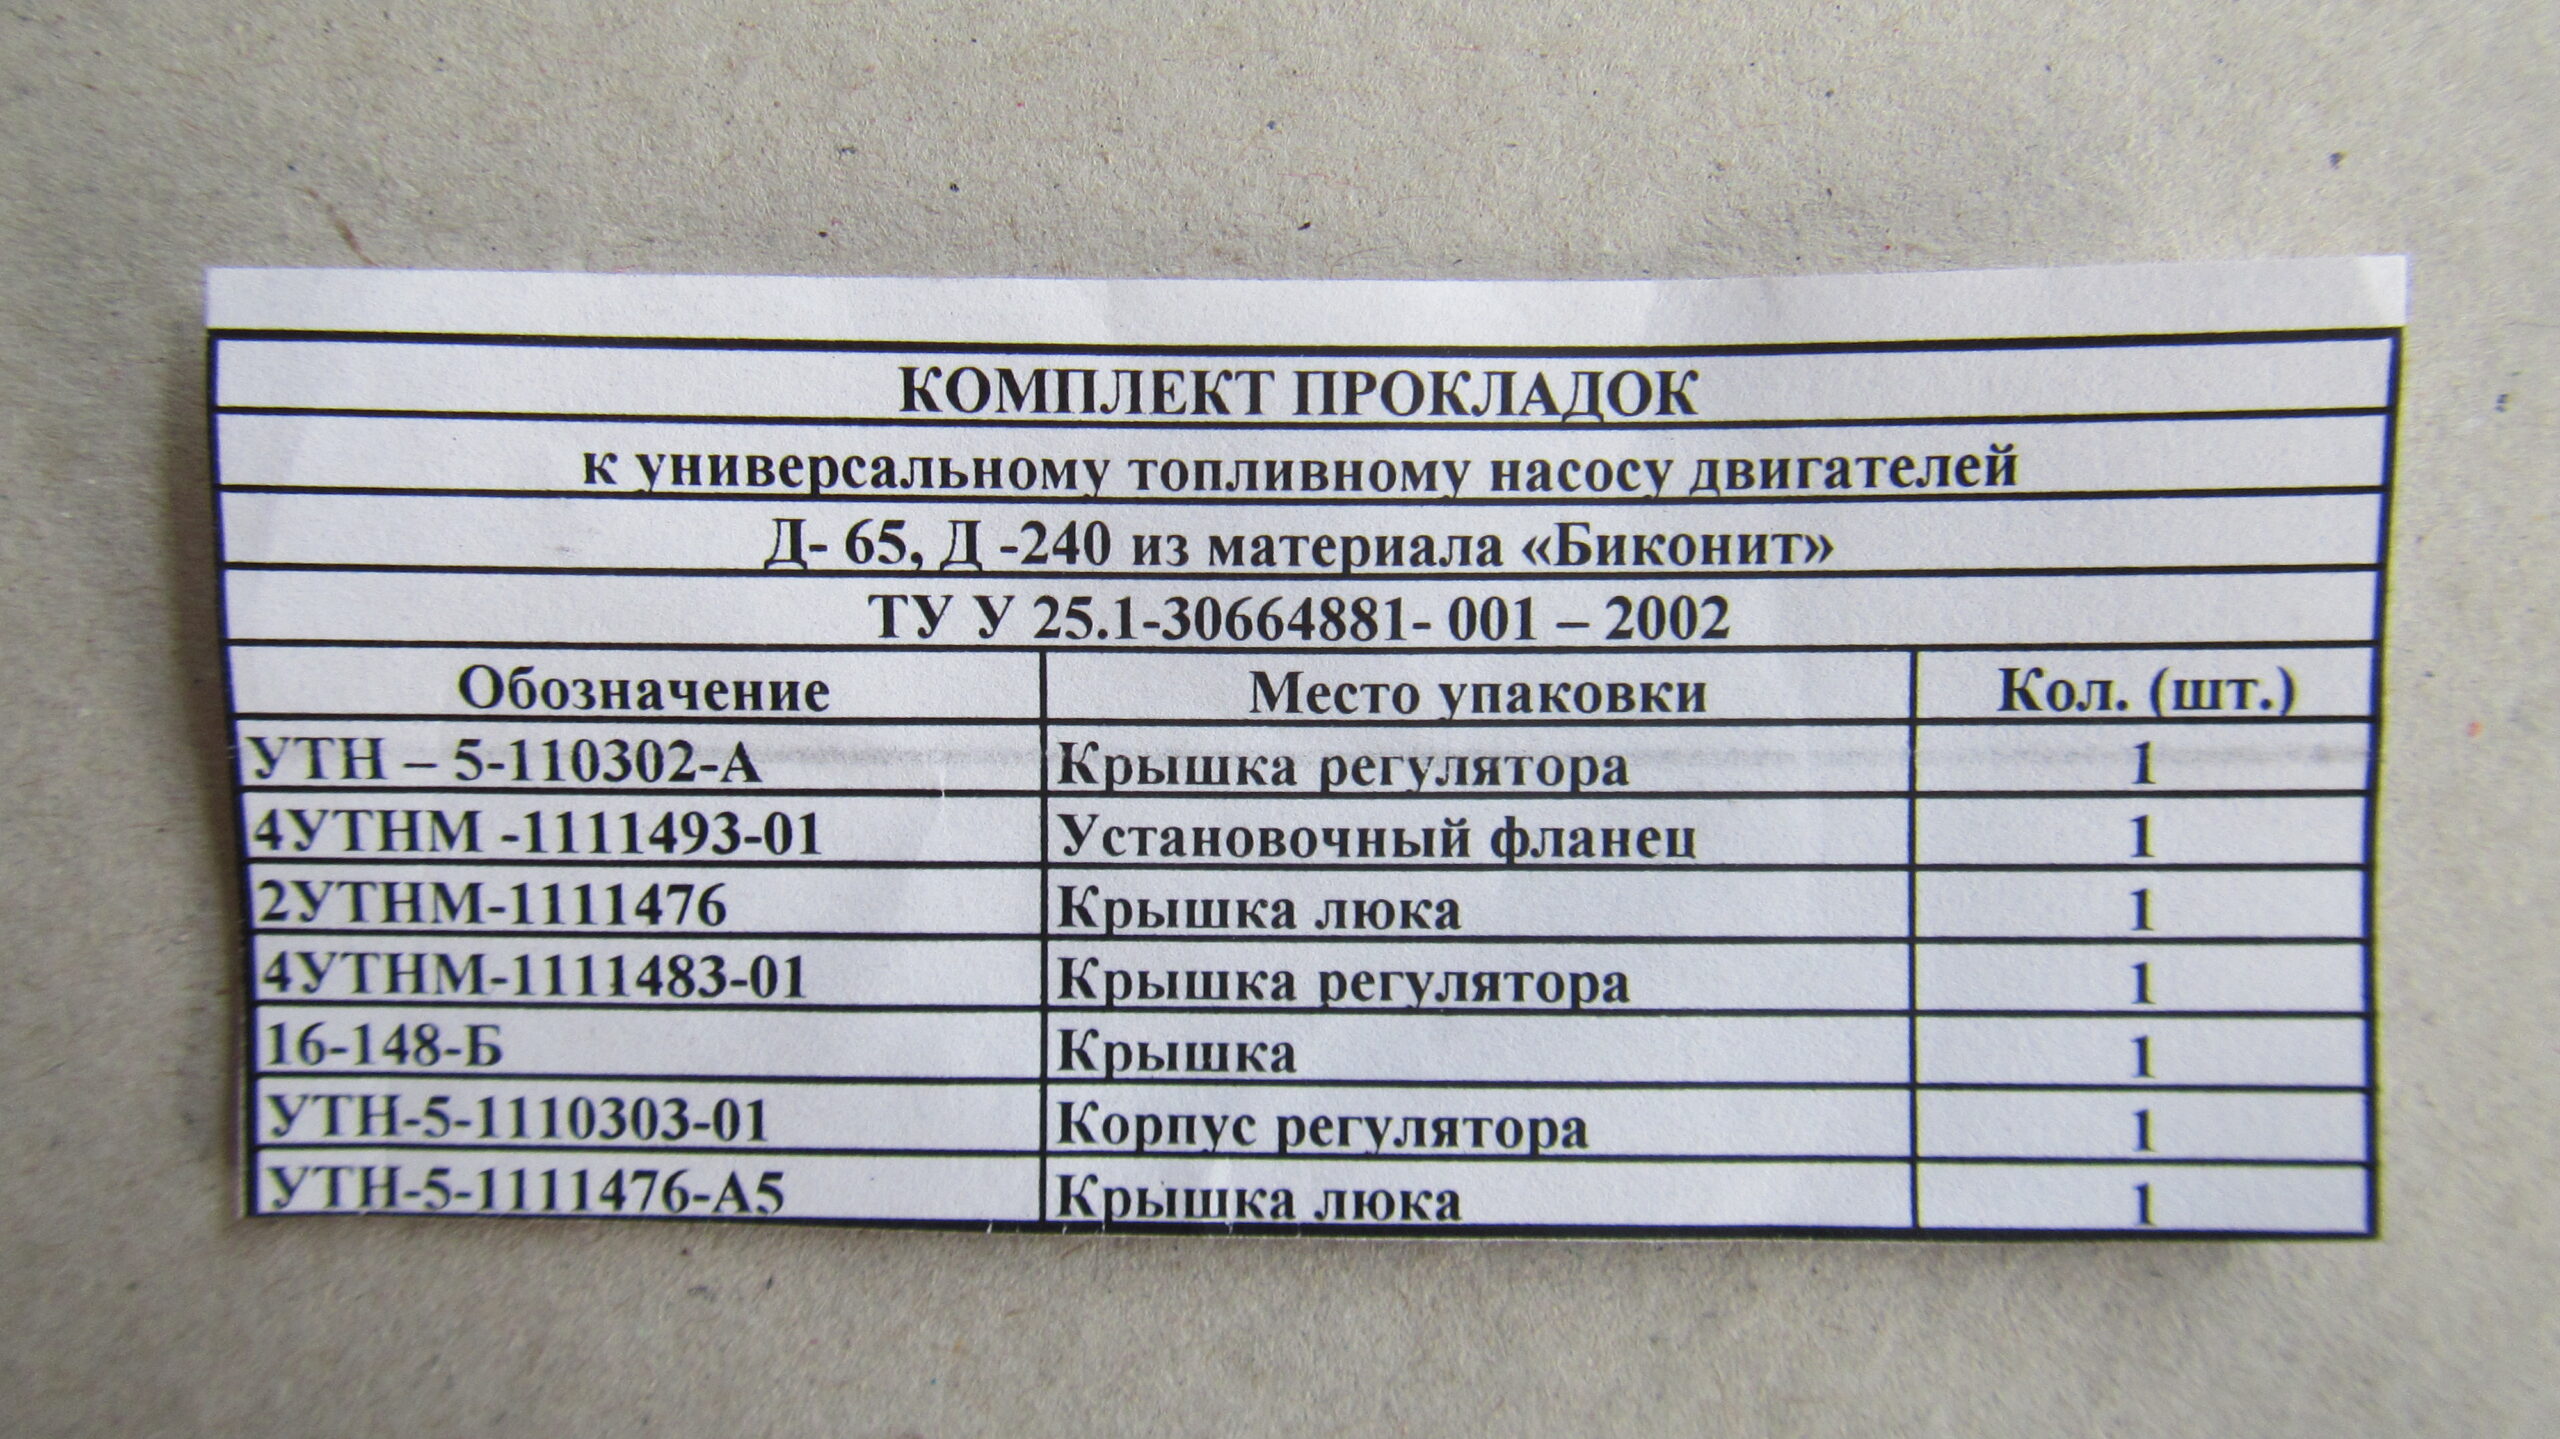 КОМПЛЕКТ ПРОКЛАДОК
к универсальному топливному насосу двигателей
Д- 65, Д -240 из материала «Биконит»
ТУ У 25.1-30664881- 001 – 2002
Обозначение Место упаковки Кол. (шт.)
УТН – 5-110302-А Крышка регулятора 1
4УТНМ -1111493-01 Установочный фланец 1
2УТНМ-1111476 Крышка люка 1
4УТНМ-1111483-01 Крышка регулятора 1
16-148-Б Крышка 1
УТН-5-1110303-01 Корпус регулятора 1
УТН-5-1111476-А5 Крышка люка 1